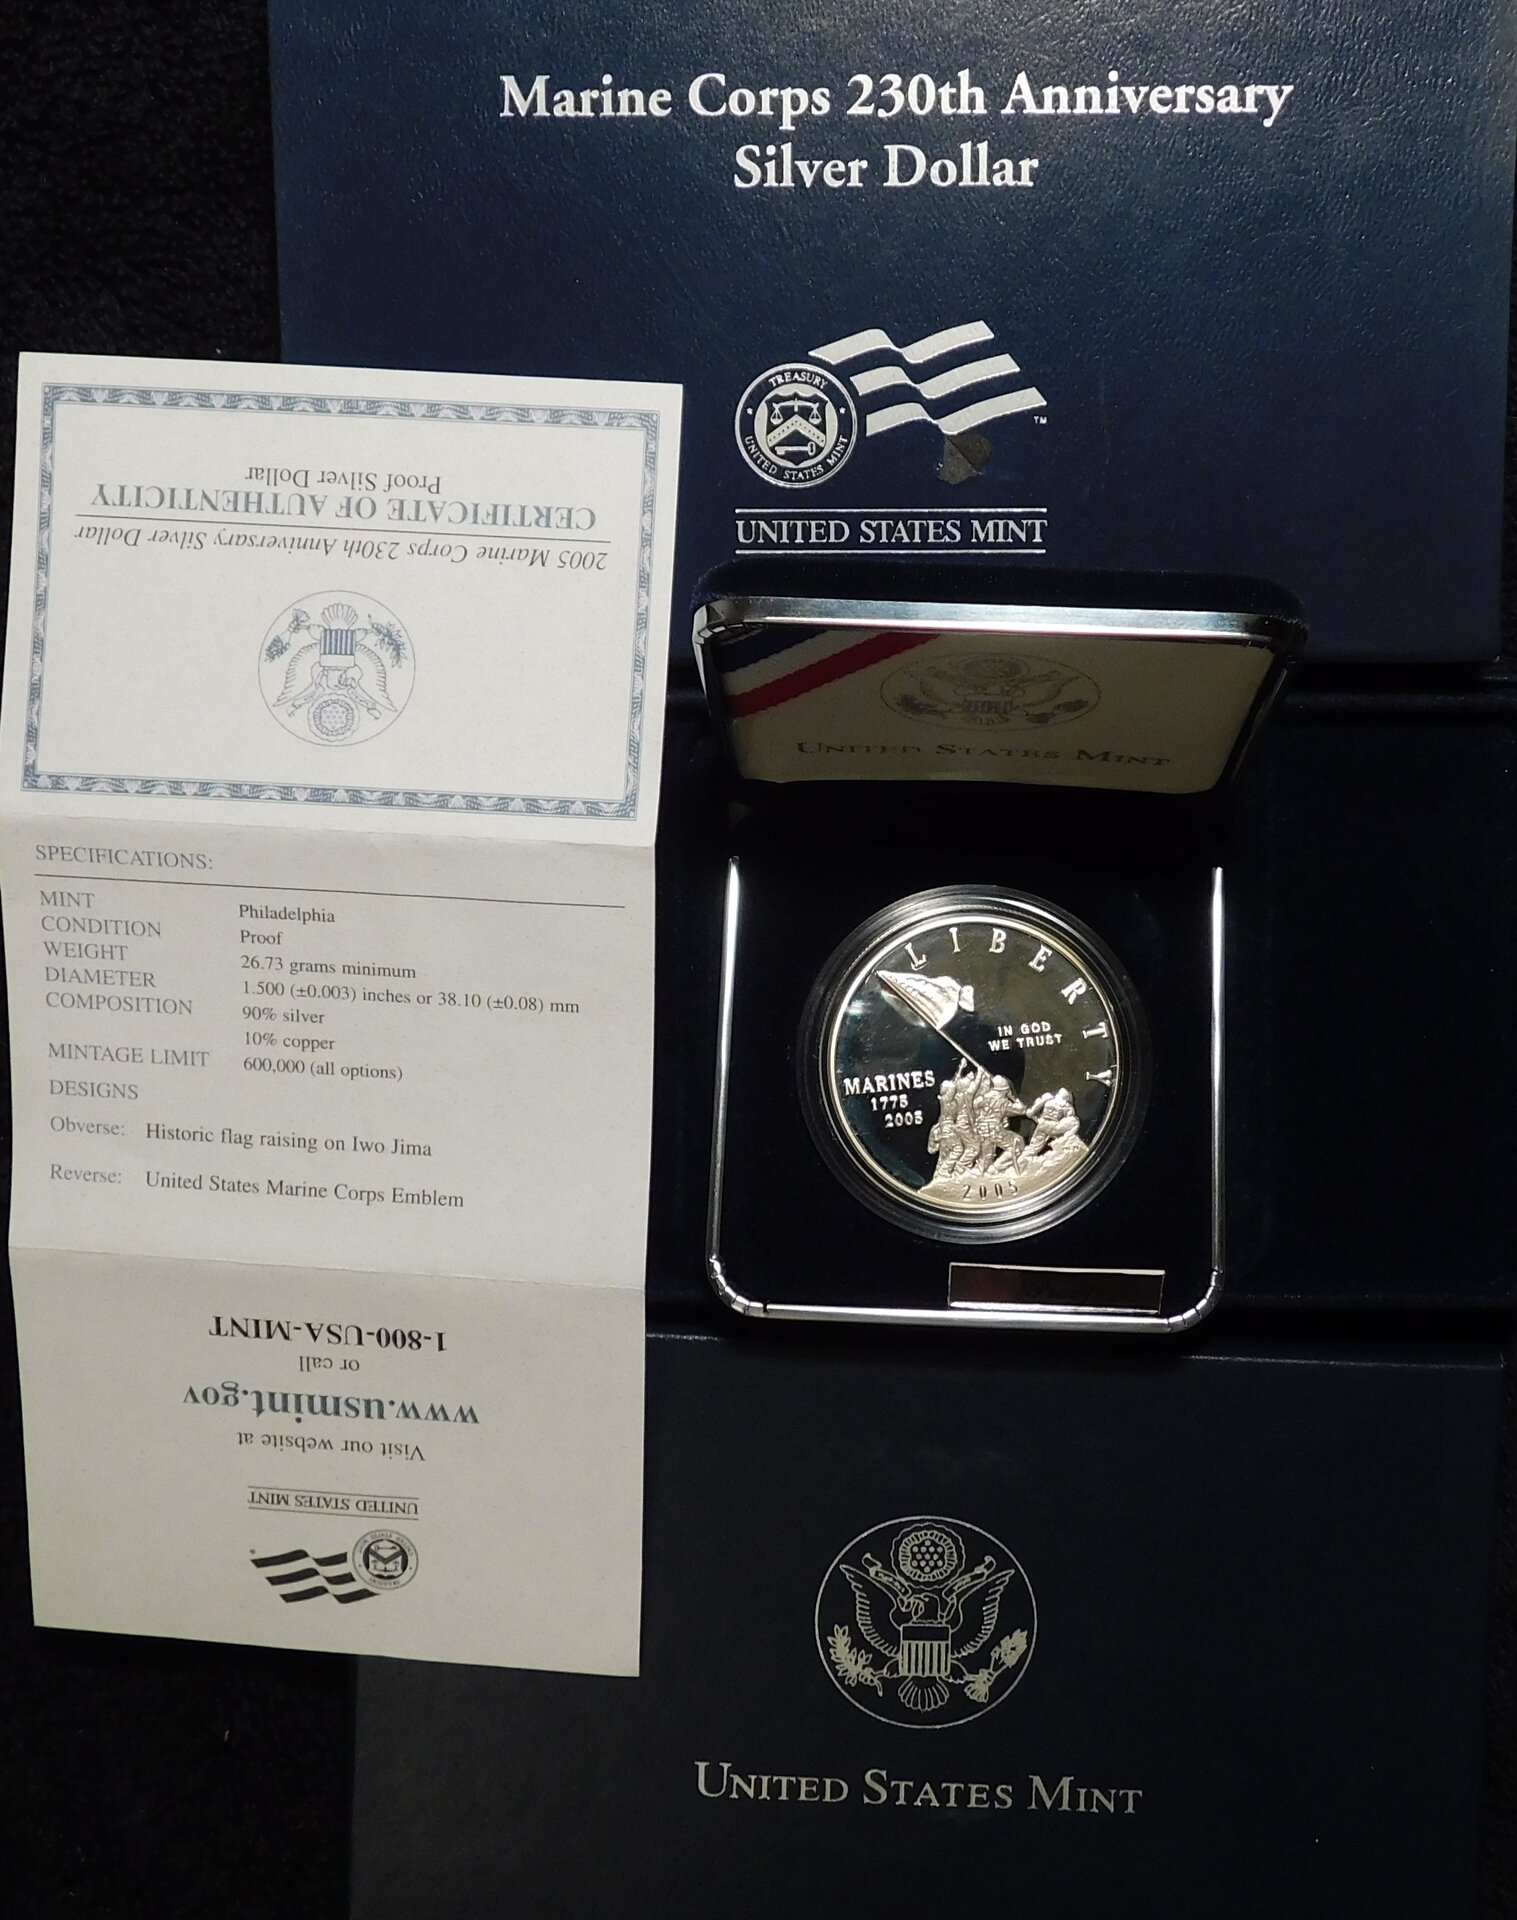 Marine Corps 230th Anniversary
Silver Dollar
TREASURY
UNITED STATES MINT
TM
UNITED STATES MINT
2005 Marine Corps 230th Anniversary Silver Dollar
CERTIFICATE OF AUTHENTICITY
Proof Silver Dollar
SPECIFICATIONS:
MINT Philadelphia
CONDITION Proof
WEIGHT 26.73 grams minimum
DIAMETER 1.500 (±0.003) inches or 38.10 (±0.08) mm
COMPOSITION 90% silver
10% copper
MINTAGE LIMIT 600,000 (all options)
DESIGNS
Obverse: Historic flag raising on Iwo Jima
Reverse: United States Marine Corps Emblem
UNITED STATES MINT
Visit our website at
www.usmint.gov
or call
1-800-USA-MINT
UNITED STATES MINT
LIBERTY
IN GOD
WE TRUST
MARINES
1775
2005
2005
UNITED STATES MINT